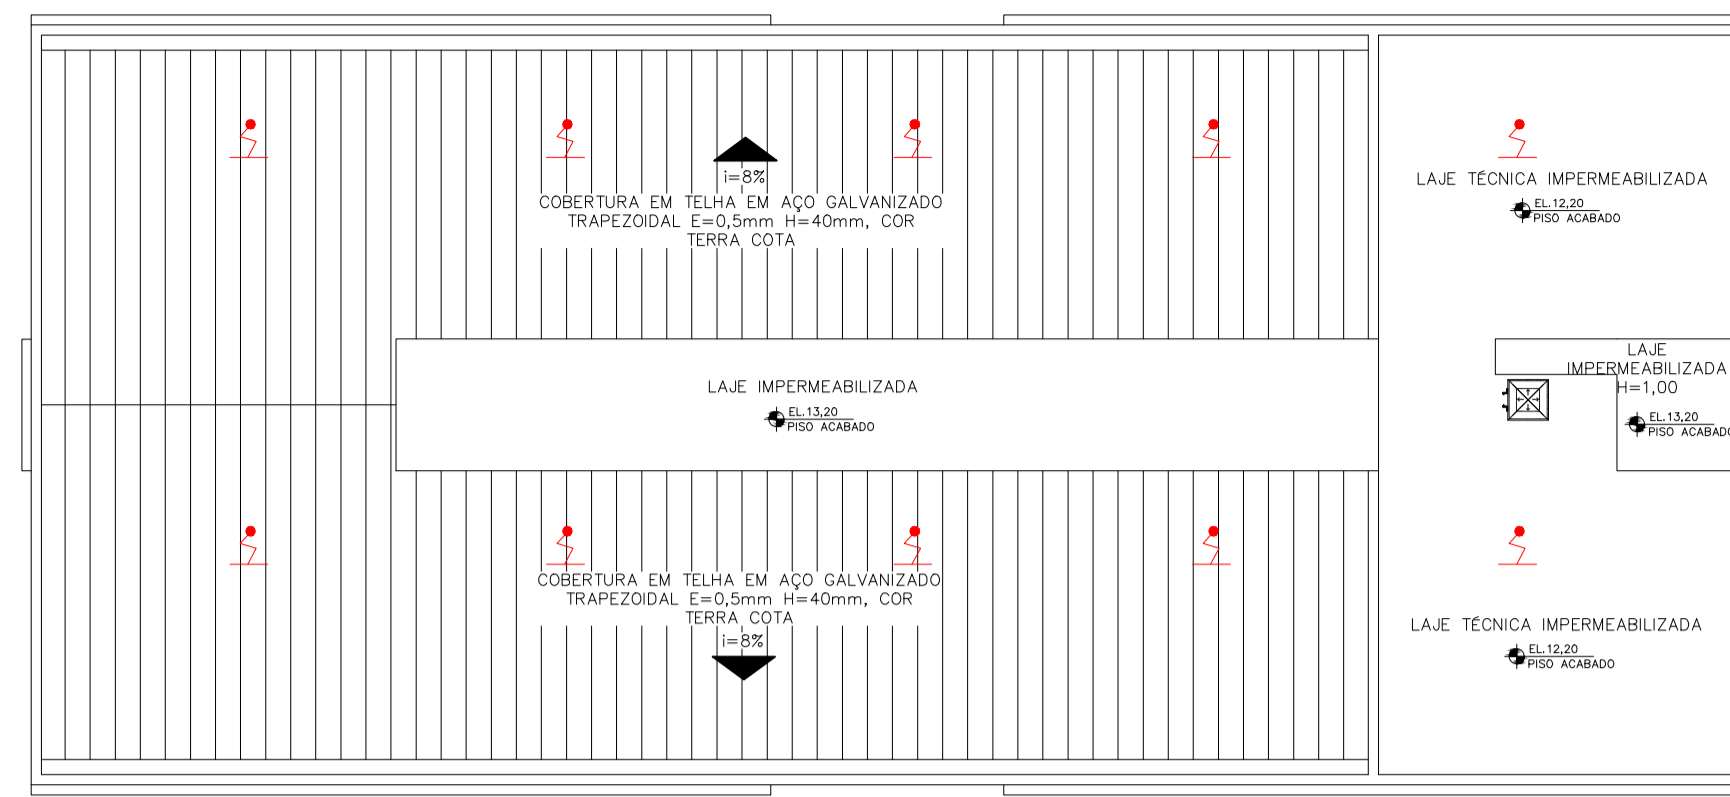 i=8%
COBERTURA EM TELHA EM AÇO GALVANIZADO
TRAPEZOIDAL E=0,5mm H=40mm, COR
TERRA COTA
LAJE TÉCNICA IMPERMEABILIZADA
EL.12,20
PISO ACABADO
LAJE IMPERMEABILIZADA
EL.13,20
PISO ACABADO
LAJE
IMPERMEABILIZADA
H=1,00
EL.13,20
PISO ACABADO
COBERTURA EM TELHA EM AÇO GALVANIZADO
TRAPEZOIDAL E=0,5mm H=40mm, COR
TERRA COTA
i=8%
LAJE TÉCNICA IMPERMEABILIZADA
EL.12,20
PISO ACABADO